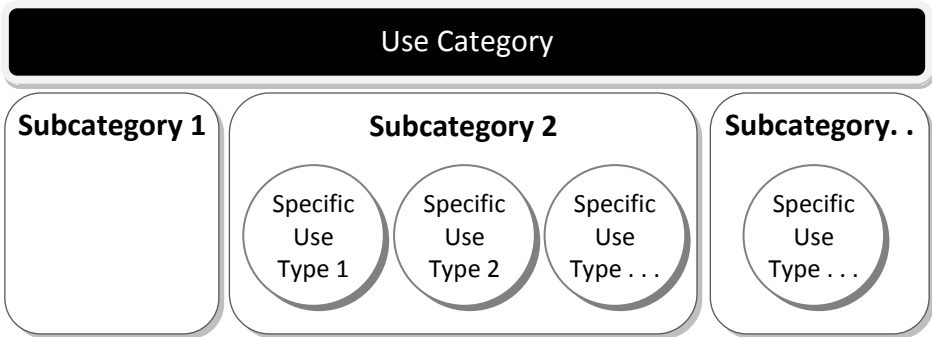 Use Category
Subcategory 1
Subcategory 2
Subcategory. .
Specific
Use
Type 1
Specific
Use
Type 2
Specific
Use
Type . . .
Specific
Use
Type . . .